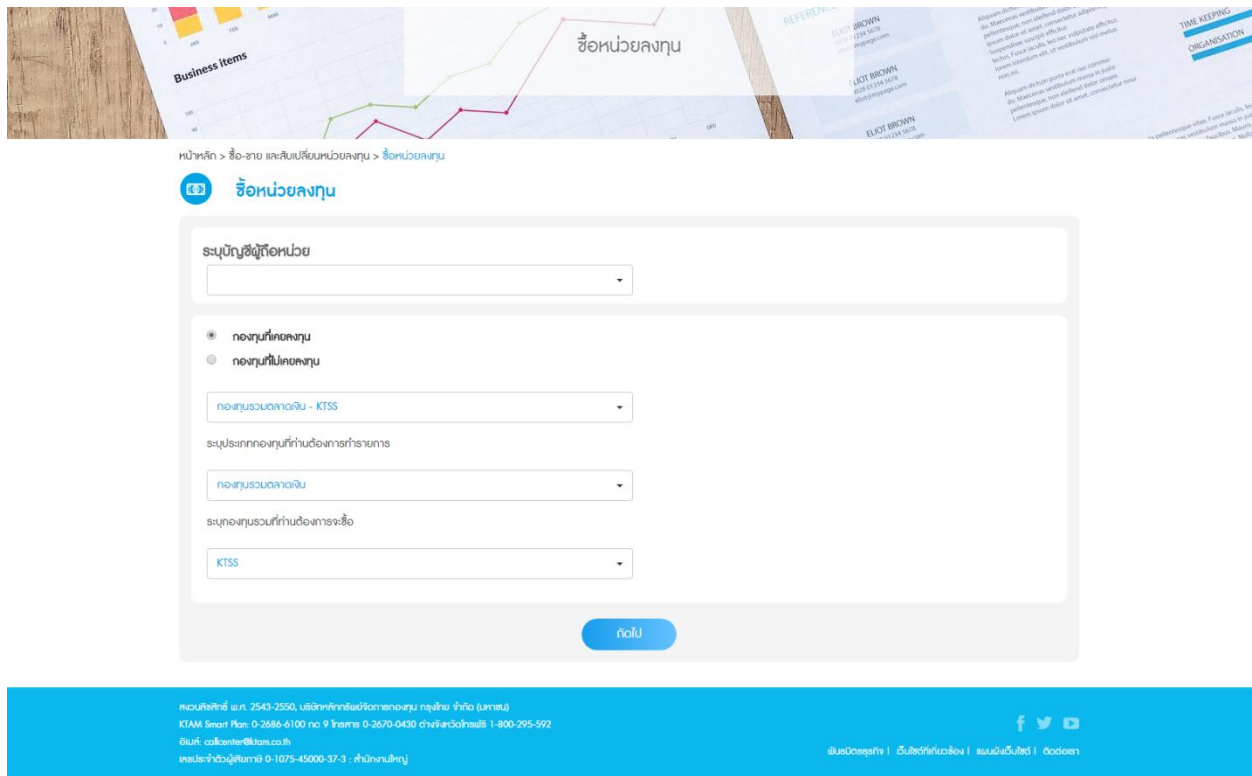 Business items
JAN
FEB
MAR
ซื้อหน่วยลงทุน
ELIOT BROWN
ELIOT BROWN
ELIOT BROWN
TIME KEEPING
ORGANISATION
หน้าหลัก > ซื้อ-ขาย และสับเปลี่ยนหน่วยลงทุน > ซื้อหน่วยลงทุน
ซื้อหน่วยลงทุน
ระบุบัญชีผู้ถือหน่วย
กองทุนที่เคยลงทุน
กองทุนที่ไม่เคยลงทุน
กองทุนรวมตลาดเงิน - KTSS
ระบุประเภทกองทุนที่ท่านต้องการทำรายการ
กองทุนรวมตลาดเงิน
ระบุกองทุนรวมที่ท่านต้องการจะซื้อ
KTSS
ถัดไป
สงวนลิขสิทธิ์ พ.ศ. 2543-2550, บริษัทหลักทรัพย์จัดการกองทุน กรุงไทย จำกัด (มหาชน)
KTAM Smart Plan: 0-2686-6100 กด 9 โทรสาร 0-2670-0430 ต่างจังหวัดโทรฟรี 1-800-295-592
อีเมล์: callcenter@ktam.co.th
เลขประจำตัวผู้เสียภาษี 0-1075-45000-37-3 : สำนักงานใหญ่
พันธมิตรธุรกิจ | เว็บไซต์ที่เกี่ยวข้อง | แผนผังเว็บไซต์ | ติดต่อเรา